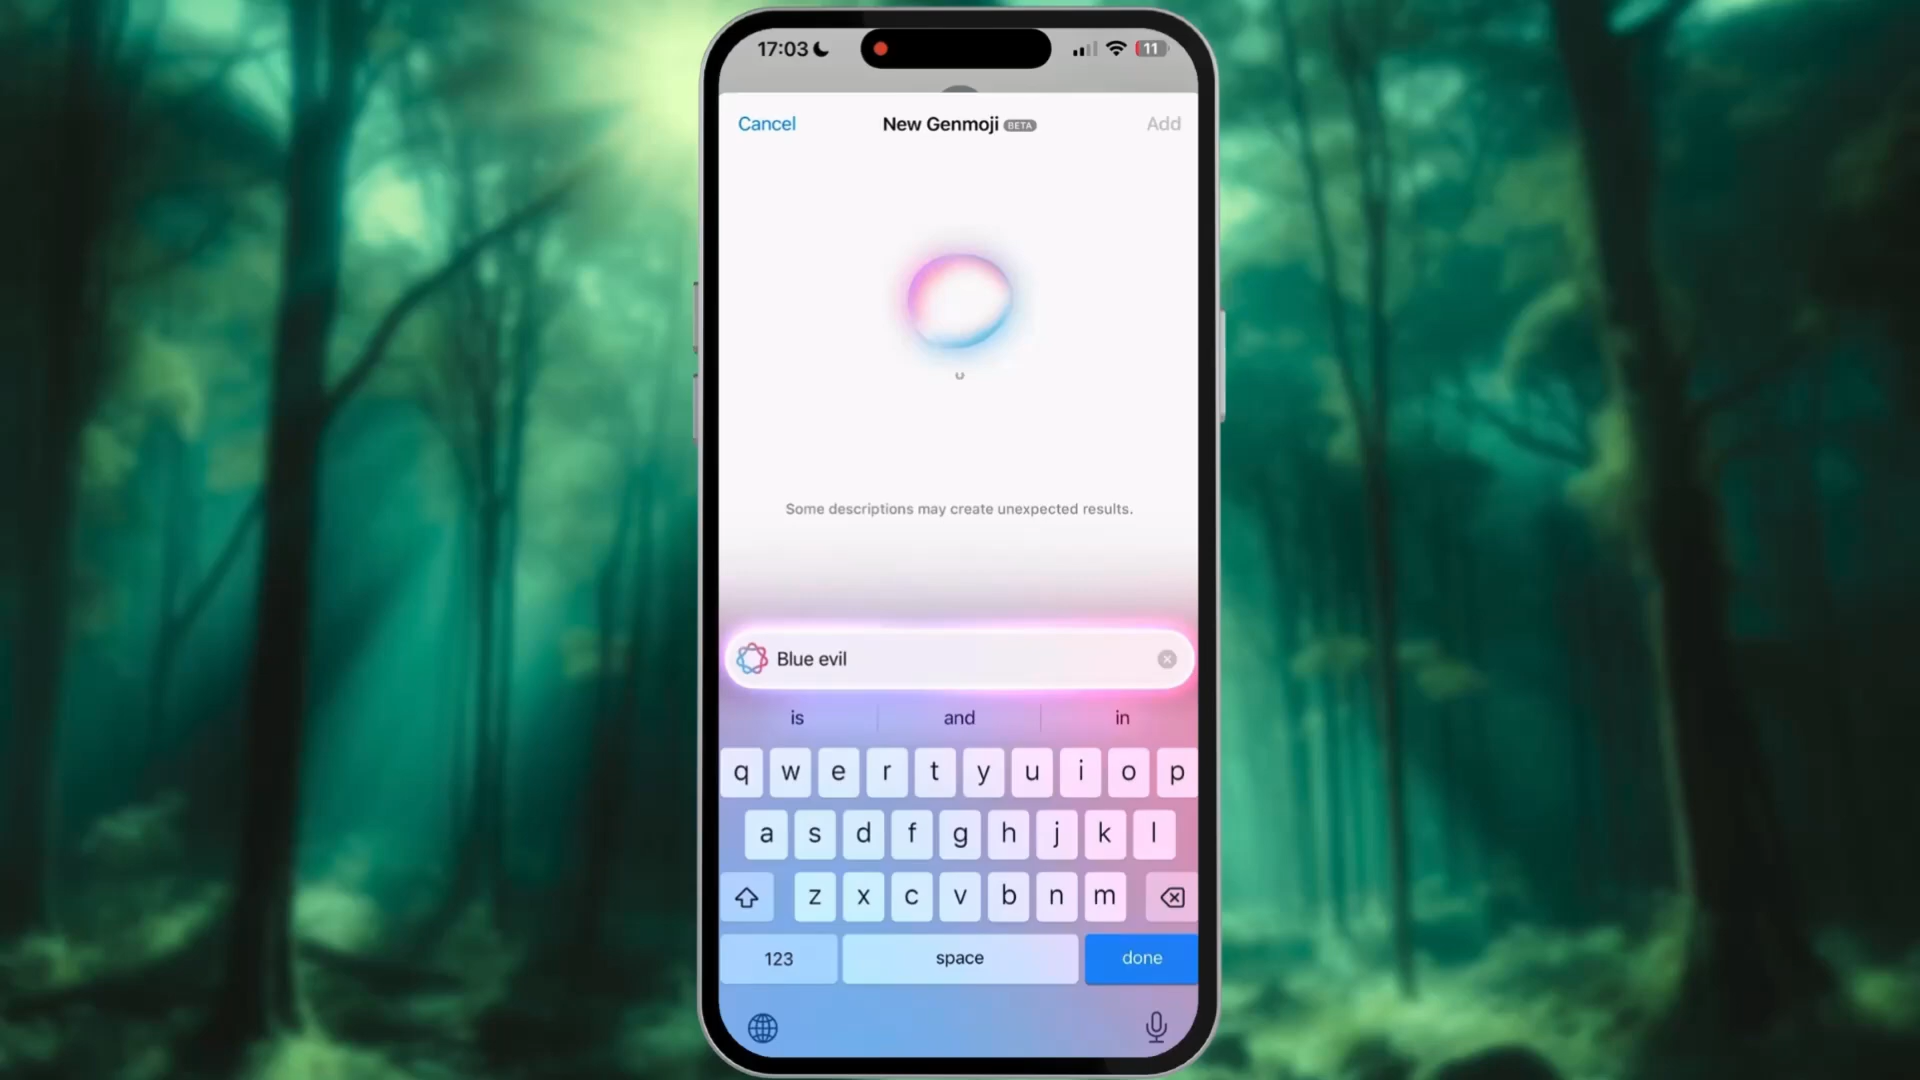 17:03
11
Cancel
New Genmoji BETA
Add
Some descriptions may create unexpected results.
Blue evil
is and in
q w e r t y u i o p
a s d f g h j k l
z x c v b n m
123 space done